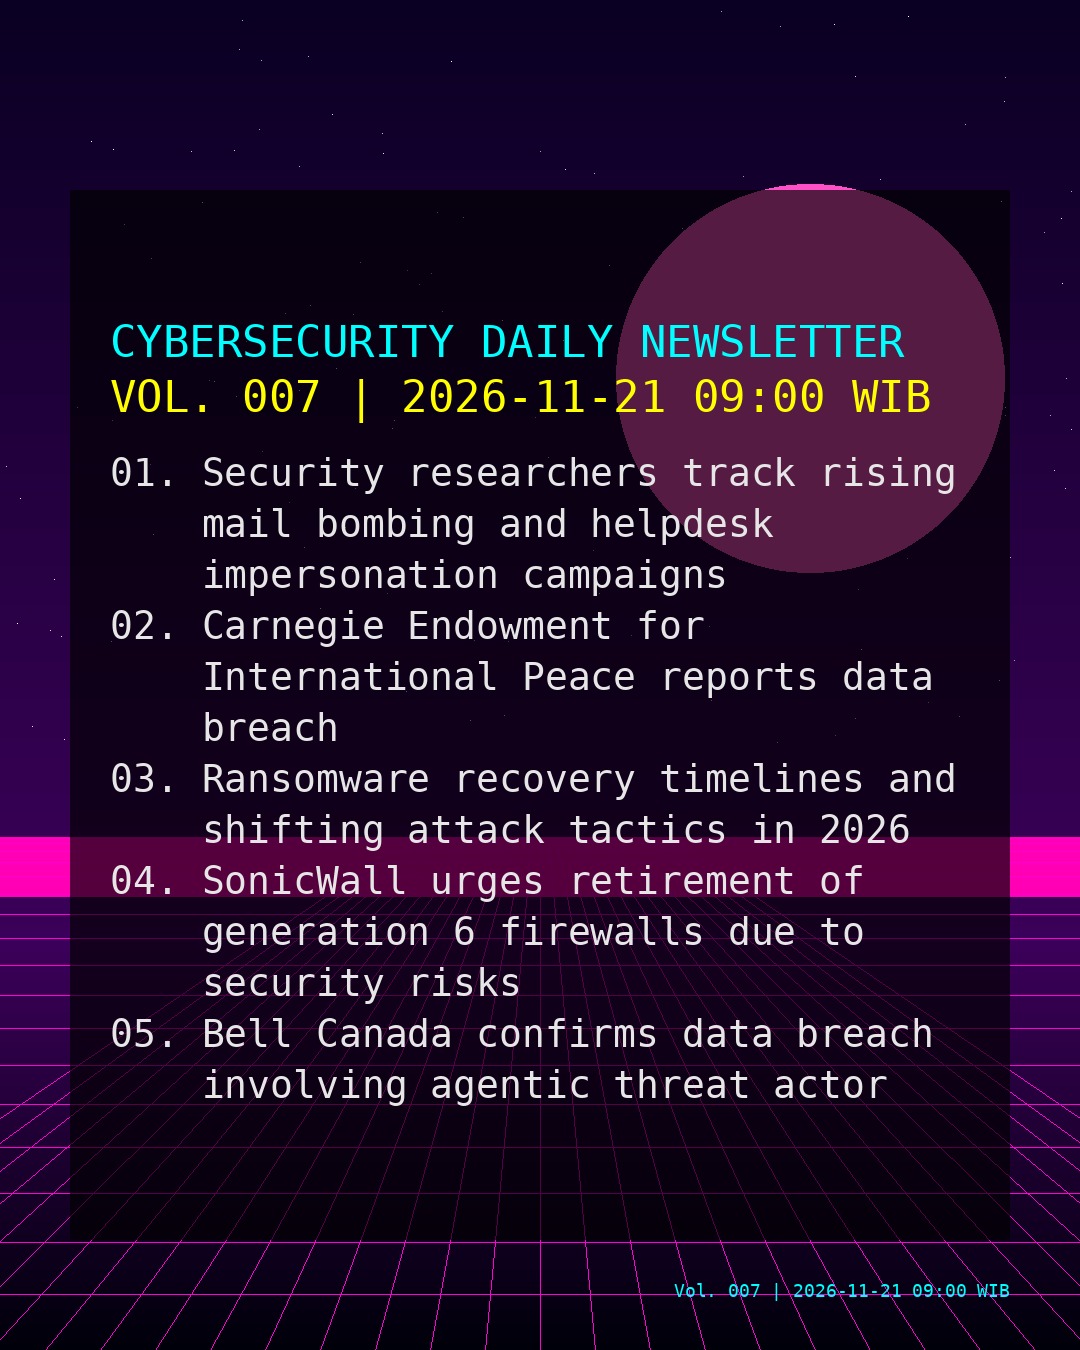 CYBERSECURITY DAILY NEWSLETTER
VOL. 007 | 2026-11-21 09:00 WIB
01. Security researchers track rising
mail bombing and helpdesk
impersonation campaigns
02. Carnegie Endowment for
International Peace reports data
breach
03. Ransomware recovery timelines and
shifting attack tactics in 2026
04. SonicWall urges retirement of
generation 6 firewalls due to
security risks
05. Bell Canada confirms data breach
involving agentic threat actor
Vol. 007 | 2026-11-21 09:00 WIB